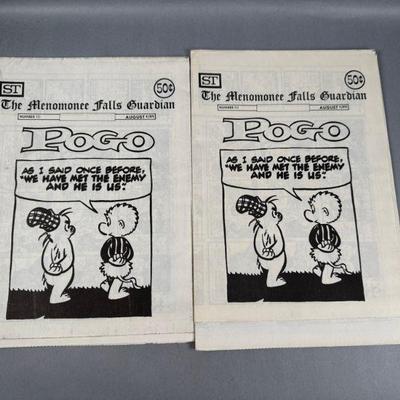 ST
50¢
The Menomonee Falls Guardian
NUMBER
AUGUST
POGO
AS I SAID ONCE BEFORE,
"WE HAVE MET THE ENEMY
AND HE IS US."
ST
50¢
The Menomonee Falls Guardian
NUMBER
AUGUST
POGO
AS I SAID ONCE BEFORE,
"WE HAVE MET THE ENEMY
AND HE IS US."